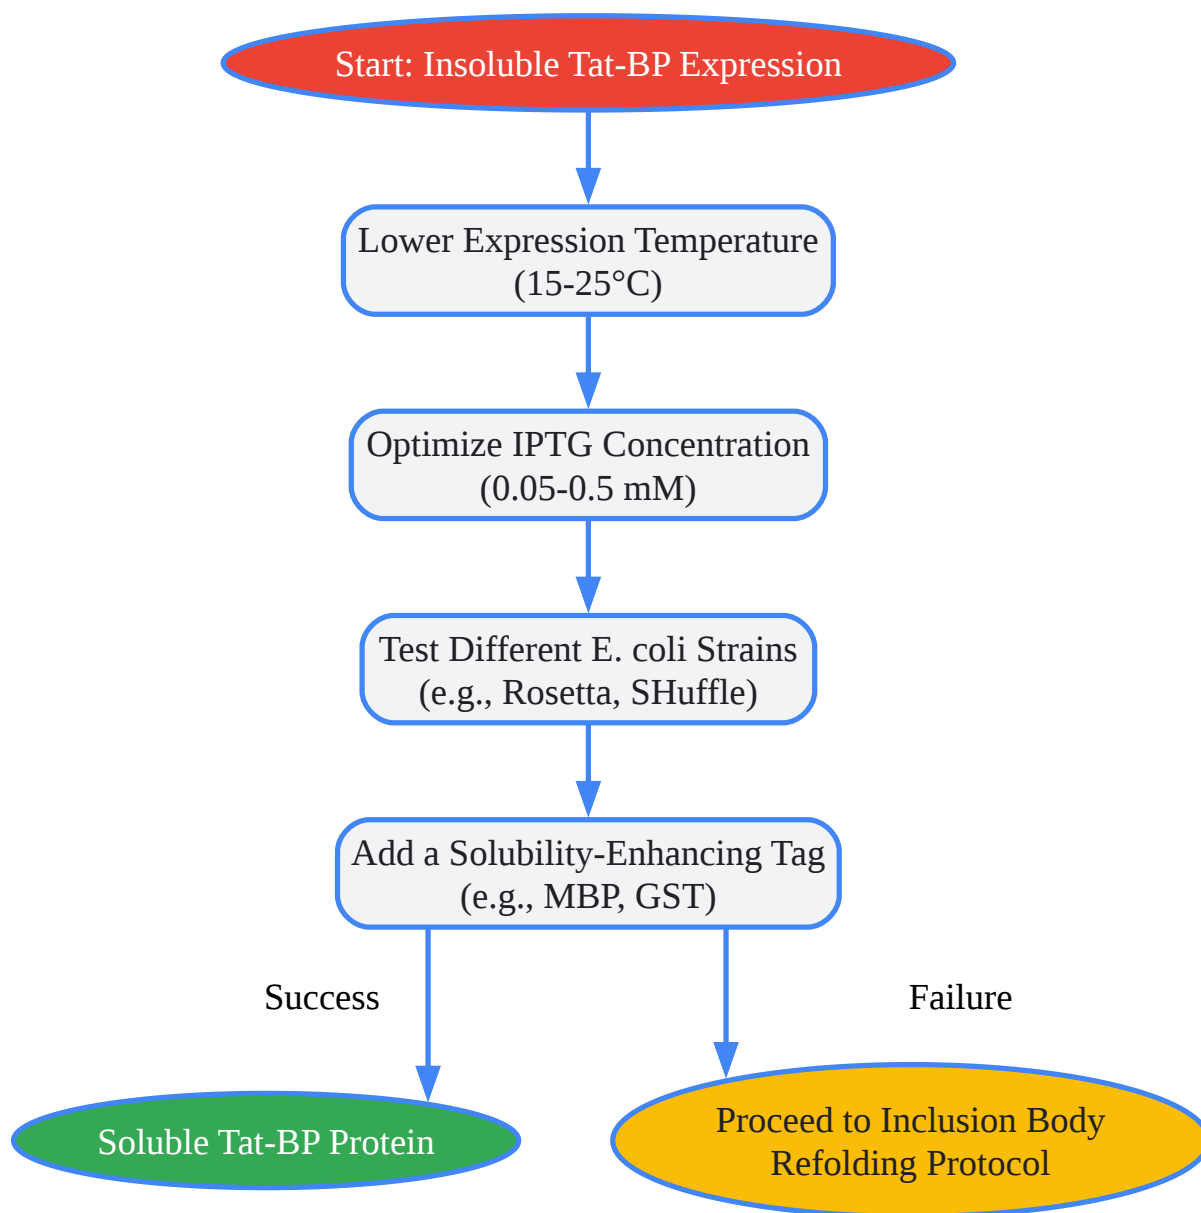 Start: Insoluble Tat-BP Expression
Lower Expression Temperature
(15-25°C)
Optimize IPTG Concentration
(0.05-0.5 mM)
Test Different E. coli Strains
(e.g., Rosetta, SHuffle)
Add a Solubility-Enhancing Tag
(e.g., MBP, GST)
Success
Failure
Soluble Tat-BP Protein
Proceed to Inclusion Body
Refolding Protocol